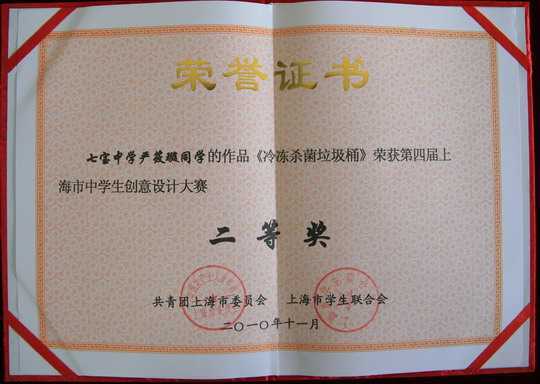 荣誉证书
七宝中学严筱璇同学的作品《冷冻杀菌垃圾桶》荣获第四届上
海市中学生创意设计大赛
二等奖
共青团上海市委员会 上海市学生联合会
二〇一〇年十一月